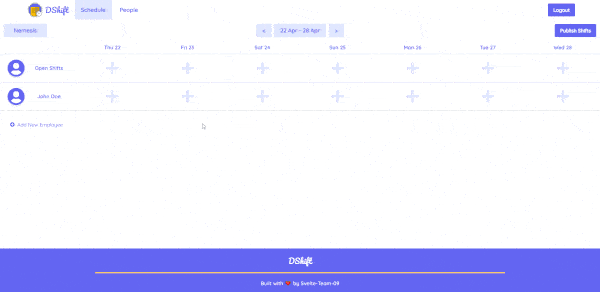 DShift Schedule People Logout
Namesis < 22 Apr - 28 Apr > Publish Shifts
Thu 22 Fri 23 Sat 24 Sun 25 Mon 26 Tue 27 Wed 28
Open Shifts
John Doe
Add New Employee
DShift
Built with ❤ by Svelte-Team-09